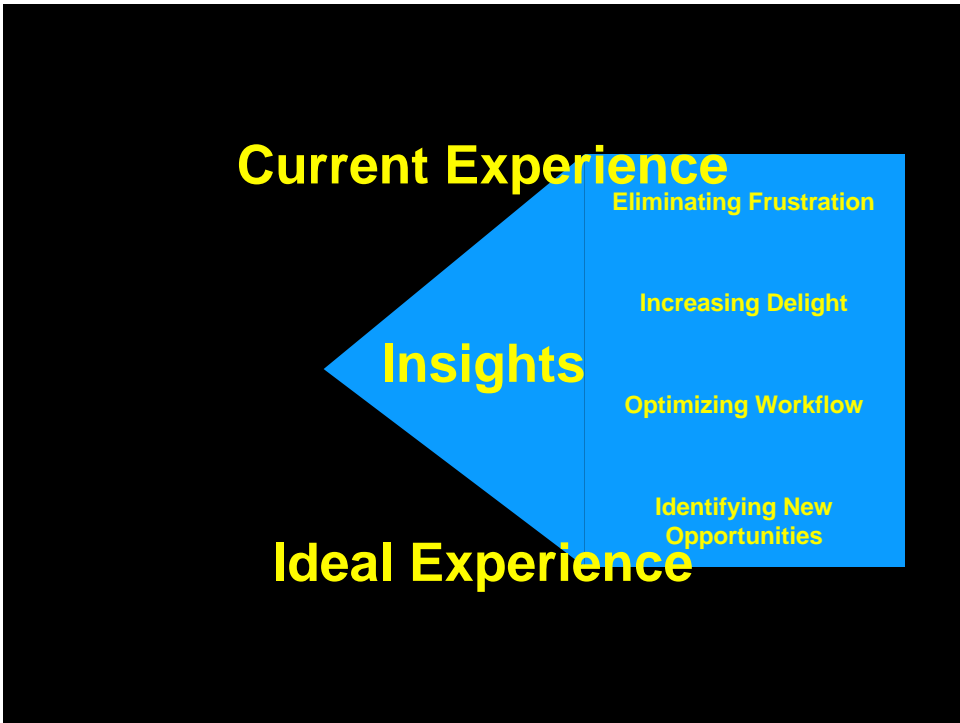 Current Experience
Eliminating Frustration
Increasing Delight
Insights
Optimizing Workflow
Identifying New
Opportunities
Ideal Experience